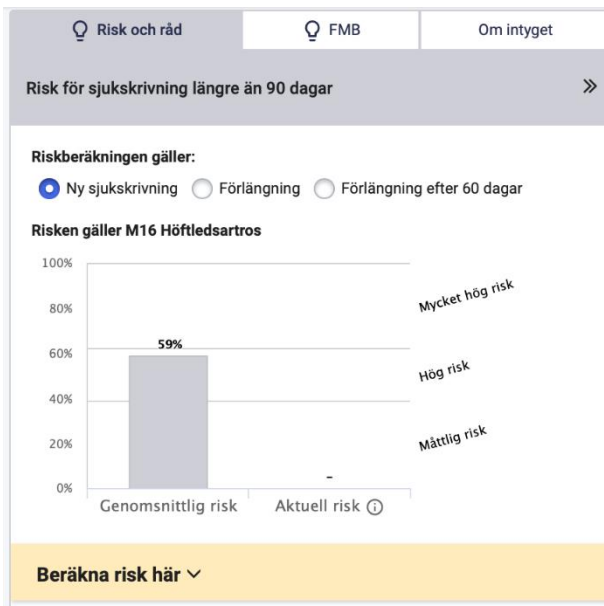 Risk och råd
FMB
Om intyget
Risk för sjukskrivning längre än 90 dagar
Riskberäkningen gäller:
Ny sjukskrivning
Förlängning
Förlängning efter 60 dagar
Risken gäller M16 Höftledsartros
100%
80%
60%
40%
20%
0%
59%
–
Mycket hög risk
Hög risk
Måttlig risk
Genomsnittlig risk
Aktuell risk
Beräkna risk här